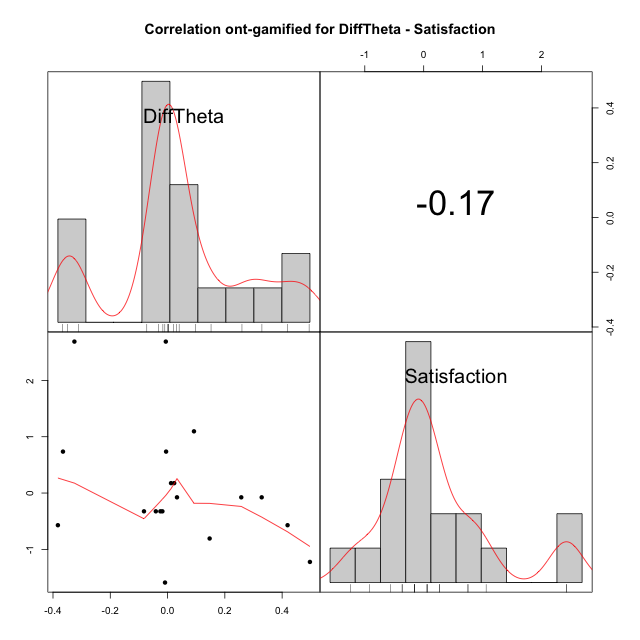 Correlation ont-gamified for DiffTheta - Satisfaction
-1 0 1 2
DiffTheta
-0.17
0.4
0.2
0.0
-0.2
-0.4
2
1
0
-1
Satisfaction
-0.4 -0.2 0.0 0.2 0.4